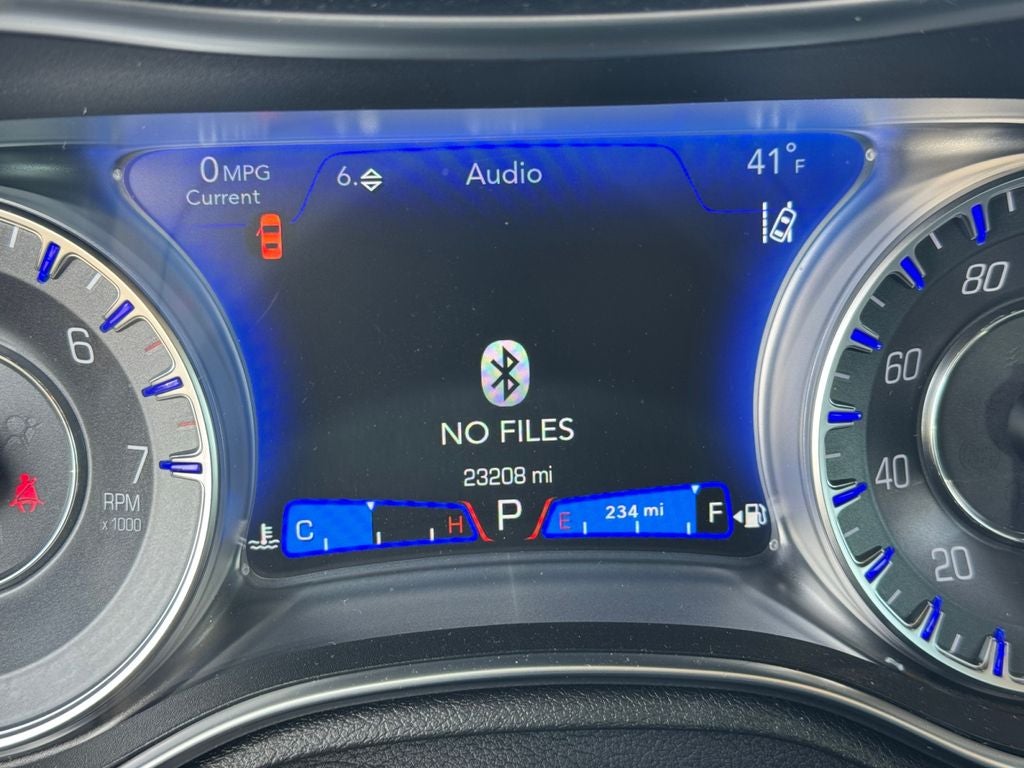 0 MPG
Current
6.
Audio
41°F
NO FILES
23208 mi
C
H
P
E
234 mi
F
6
7
RPM
x 1000
80
60
40
20